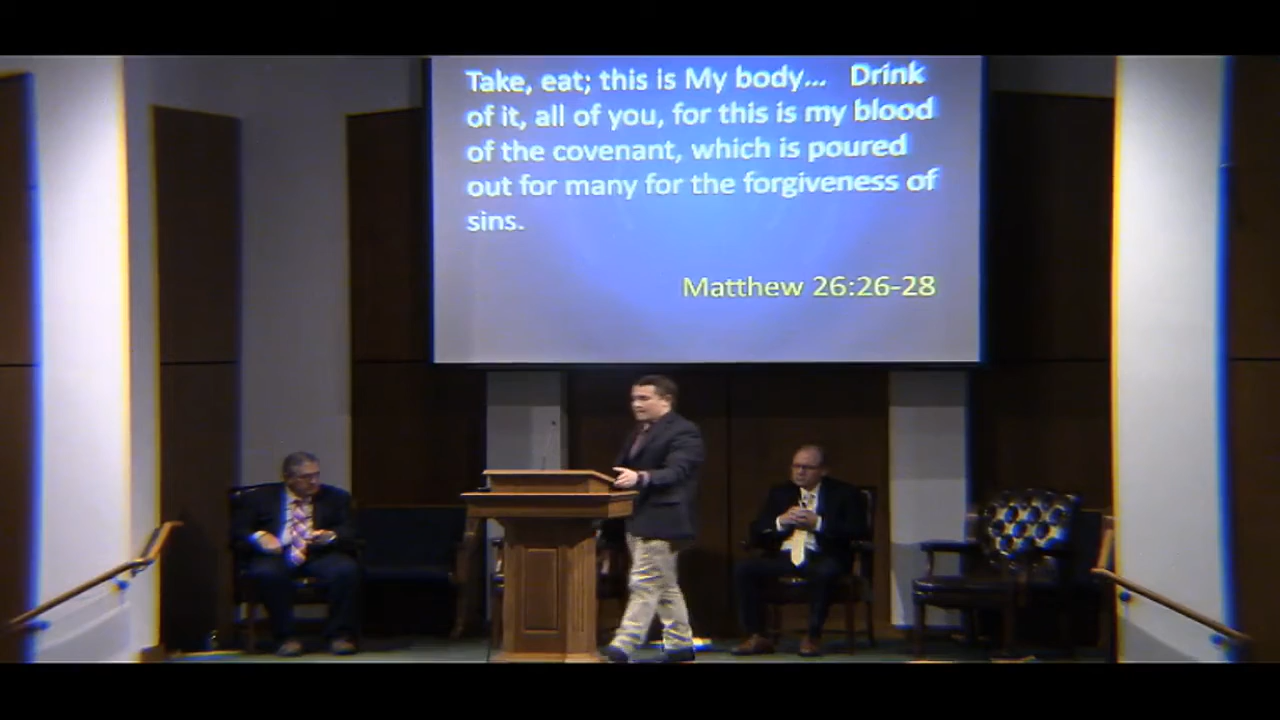 Take, eat; this is My body... Drink
of it, all of you, for this is my blood
of the covenant, which is poured
out for many for the forgiveness of
sins.
Matthew 26:26-28